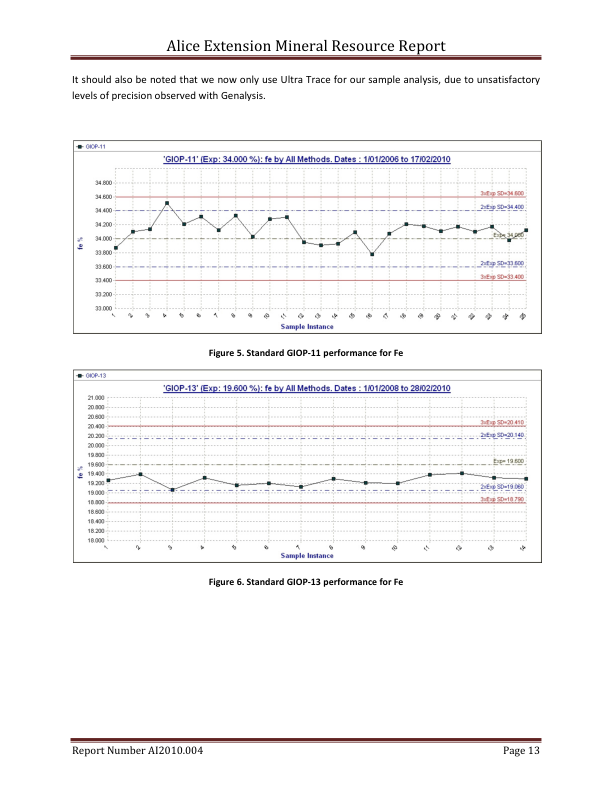 Alice Extension Mineral Resource Report
It should also be noted that we now only use Ultra Trace for our sample analysis, due to unsatisfactory
levels of precision observed with Genalysis.
GIOP-11
'GIOP-11' (Exp: 34.000 %): fe by All Methods. Dates : 1/01/2006 to 17/02/2010
34.800
34.600
34.400
34.200
34.000
33.800
33.600
33.400
33.200
33.000
fe %
3xExp SD=34.600
2xExp SD=34.400
Exp= 34.000
2xExp SD=33.600
3xExp SD=33.400
1 2 3 4 5 6 7 8 9 10 11 12 13 14 15 16 17 18 19 20 21 22 23 24 25
Sample Instance
Figure 5. Standard GIOP-11 performance for Fe
GIOP-13
'GIOP-13' (Exp: 19.600 %): fe by All Methods. Dates : 1/01/2008 to 28/02/2010
21.000
20.800
20.600
20.400
20.200
20.000
19.800
19.600
19.400
19.200
19.000
18.800
18.600
18.400
18.200
18.000
fe %
3xExp SD=20.410
2xExp SD=20.140
Exp= 19.600
2xExp SD=19.060
3xExp SD=18.790
1 2 3 4 5 6 7 8 9 10 11 12 13 14
Sample Instance
Figure 6. Standard GIOP-13 performance for Fe
Report Number AI2010.004
Page 13